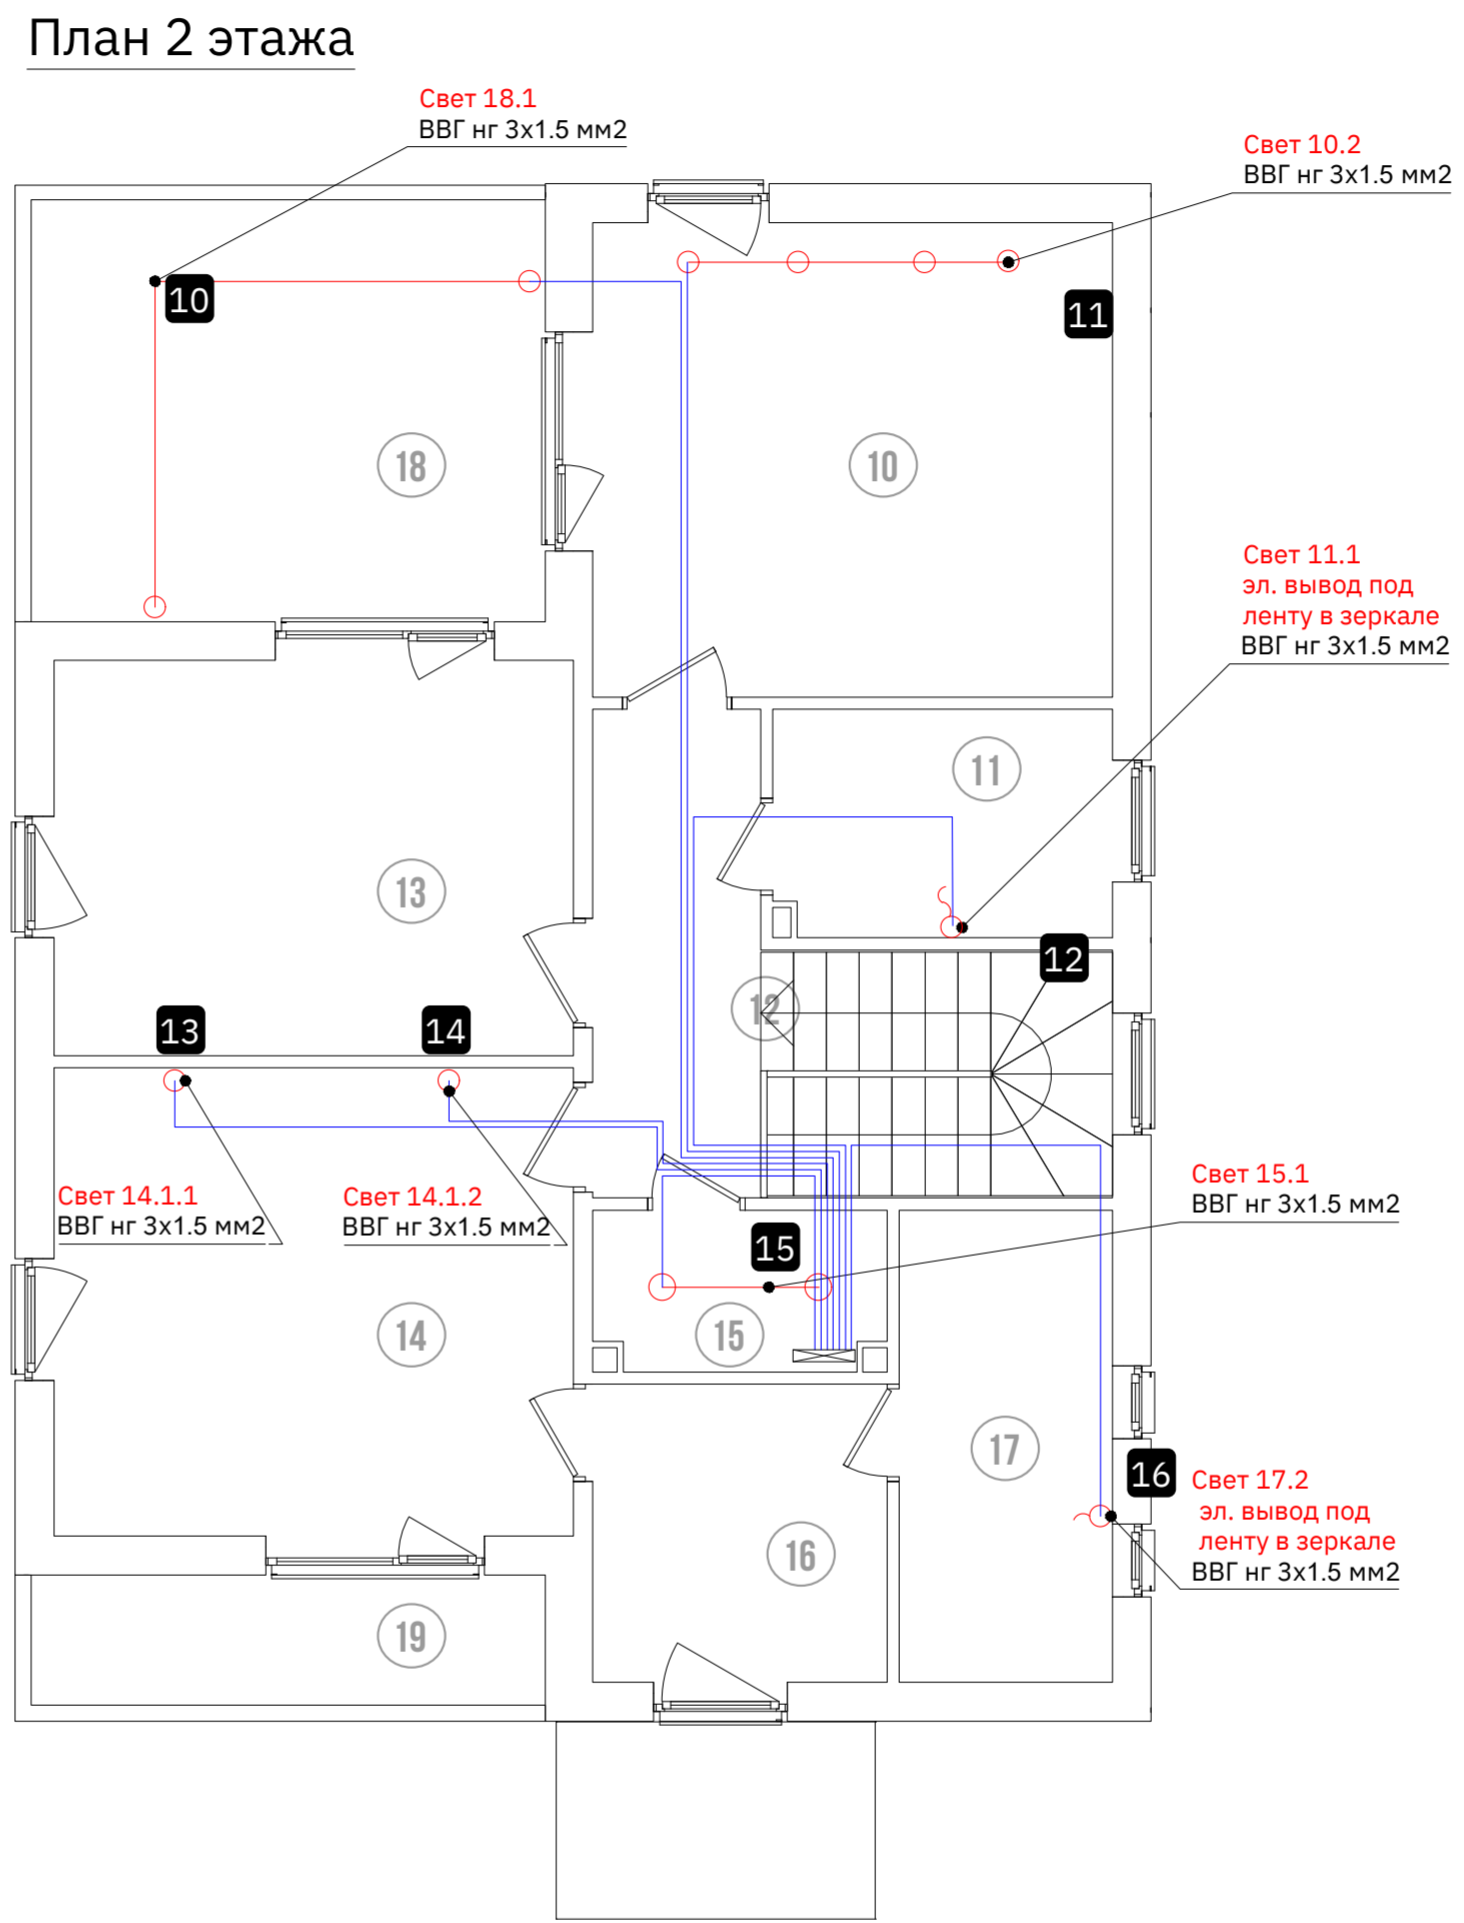 План 2 этажа
Свет 18.1
ВВГ нг 3х1.5 мм2
Свет 10.2
ВВГ нг 3х1.5 мм2
10
11
18
10
Свет 11.1
эл. вывод под
ленту в зеркале
ВВГ нг 3х1.5 мм2
11
13
12
12
13
14
Свет 14.1.1
ВВГ нг 3х1.5 мм2
Свет 14.1.2
ВВГ нг 3х1.5 мм2
Свет 15.1
ВВГ нг 3х1.5 мм2
15
14
15
17
16
Свет 17.2
эл. вывод под
ленту в зеркале
ВВГ нг 3х1.5 мм2
16
19